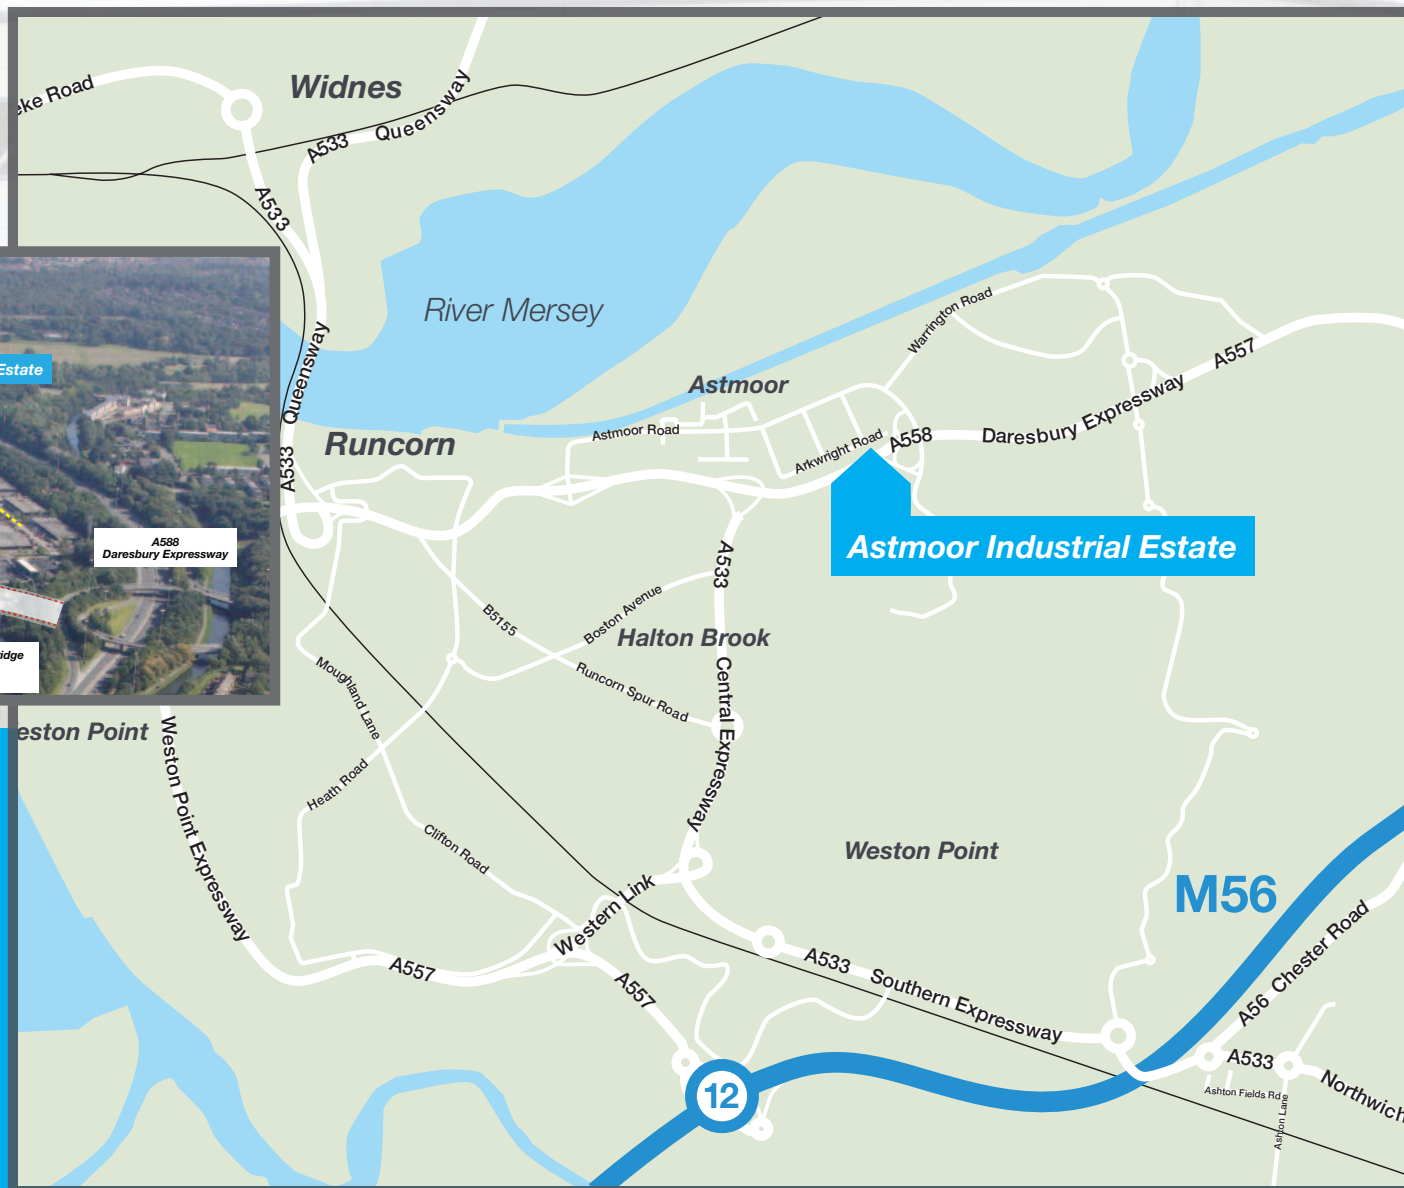 Widnes
A533
Queensway
A533
River Mersey
Warrington Road
Estate
A533
Queensway
A557
Astmoor
Daresbury Expressway
Astmoor Road
Arkwright Road
A558
Runcorn
Astmoor Industrial Estate
A588
Daresbury Expressway
A533
B5155
Boston Avenue
Halton Brook
Moughland Lane
Runcorn Spur Road
Central Expressway
Weston Point Expressway
Heath Road
Clifton Road
Weston Point
M56
Western Link
A557
A533
Southern Expressway
A557
A56 Chester Road
12
A533
Ashton Fields Rd
Ashton Lane
Northwich
Point
Road